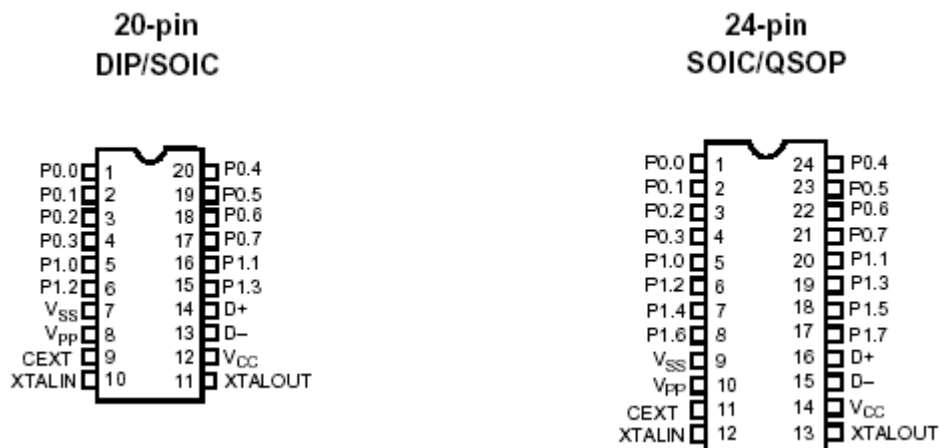 20-pin
DIP/SOIC
P0.0 1 20 P0.4
P0.1 2 19 P0.5
P0.2 3 18 P0.6
P0.3 4 17 P0.7
P1.0 5 16 P1.1
P1.2 6 15 P1.3
VSS 7 14 D+
VPP 8 13 D–
CEXT 9 12 VCC
XTALIN 10 11 XTALOUT
24-pin
SOIC/QSOP
P0.0 1 24 P0.4
P0.1 2 23 P0.5
P0.2 3 22 P0.6
P0.3 4 21 P0.7
P1.0 5 20 P1.1
P1.2 6 19 P1.3
P1.4 7 18 P1.5
P1.6 8 17 P1.7
VSS 9 16 D+
VPP 10 15 D–
CEXT 11 14 VCC
XTALIN 12 13 XTALOUT